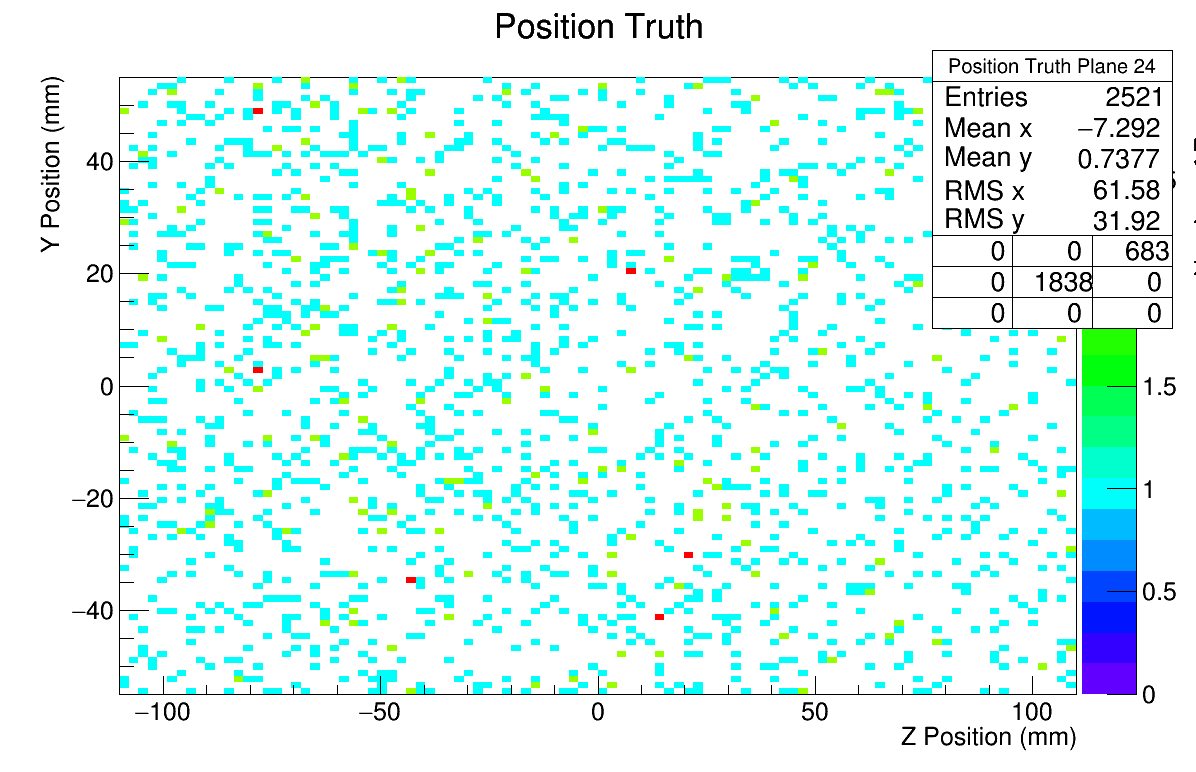 Position Truth
Position Truth Plane 24
Entries 2521
Mean x −7.292
Mean y 0.7377
RMS x 61.58
RMS y 31.92
0 0 683
0 1838 0
0 0 0
Y Position (mm)
40
20
0
−20
−40
1.5
1
0.5
0
−100 −50 0 50 100
Z Position (mm)